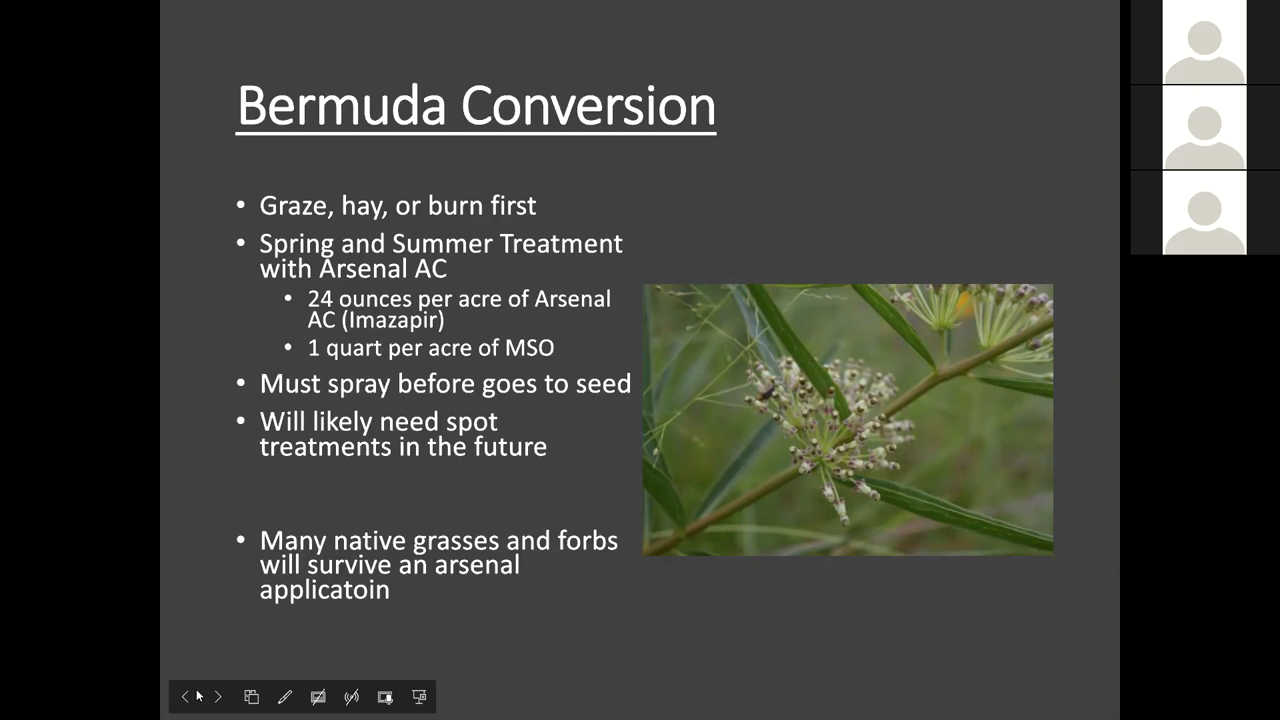 Bermuda Conversion
• Graze, hay, or burn first
• Spring and Summer Treatment
with Arsenal AC
• 24 ounces per acre of Arsenal
AC (Imazapir)
• 1 quart per acre of MSO
• Must spray before goes to seed
• Will likely need spot
treatments in the future
• Many native grasses and forbs
will survive an arsenal
applicatoin